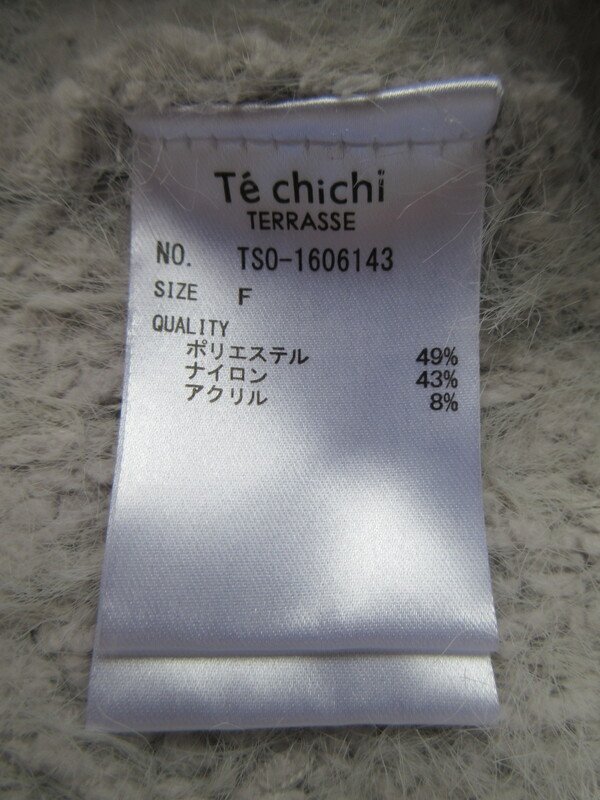 Té chichi
TERRASSE
NO. TSO-1606143
SIZE F
QUALITY
ポリエステル 49%
ナイロン 43%
アクリル 8%